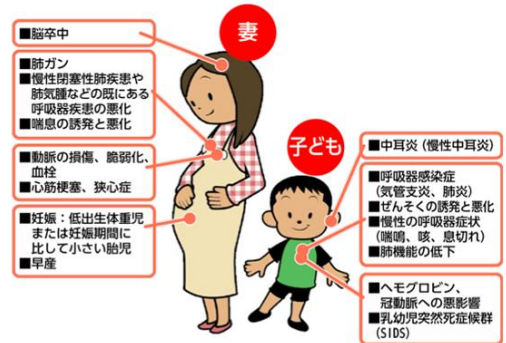 妻
■脳卒中
■肺ガン
■慢性閉塞性肺疾患や
肺気腫などの既にある
呼吸器疾患の悪化
■喘息の誘発と悪化
■動脈の損傷、脆弱化、
血栓
■心筋梗塞、狭心症
■妊娠：低出生体重児
または妊娠期間に
比して小さい胎児
■早産
子ども
■中耳炎（慢性中耳炎）
■呼吸器感染症
（気管支炎、肺炎）
■ぜんそくの誘発と悪化
■慢性の呼吸器症状
（喘鳴、咳、息切れ）
■肺機能の低下
■ヘモグロビン、
冠動脈への悪影響
■乳幼児突然死症候群
（SIDS）